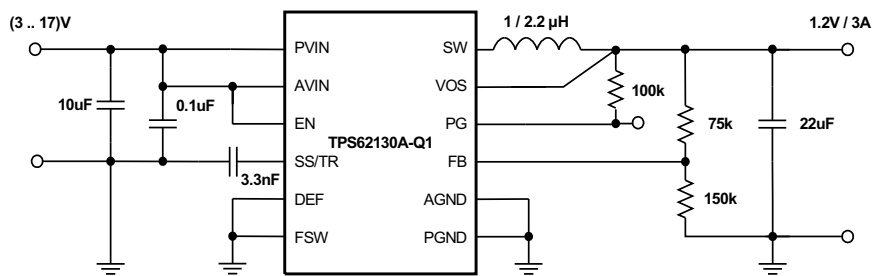 (3 .. 17)V
1 / 2.2 µH
1.2V / 3A
PVIN
SW
AVIN
VOS
10uF
0.1uF
100k
EN
PG
75k
22uF
TPS62130A-Q1
SS/TR
FB
3.3nF
150k
DEF
AGND
FSW
PGND